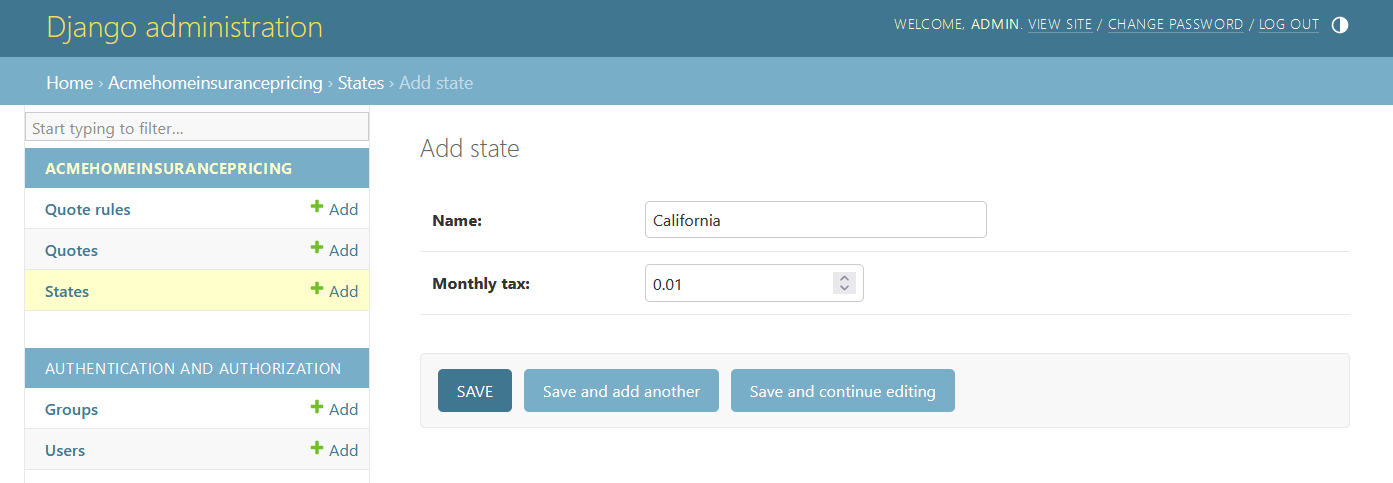 Django administration
WELCOME, ADMIN. VIEW SITE / CHANGE PASSWORD / LOG OUT
Home › Acmehomeinsurancepricing › States › Add state
Start typing to filter...
ACMEHOMEINSURANCEPRICING
Quote rules Add
Quotes Add
States Add
AUTHENTICATION AND AUTHORIZATION
Groups Add
Users Add
Add state
Name: California
Monthly tax: 0.01
SAVE Save and add another Save and continue editing